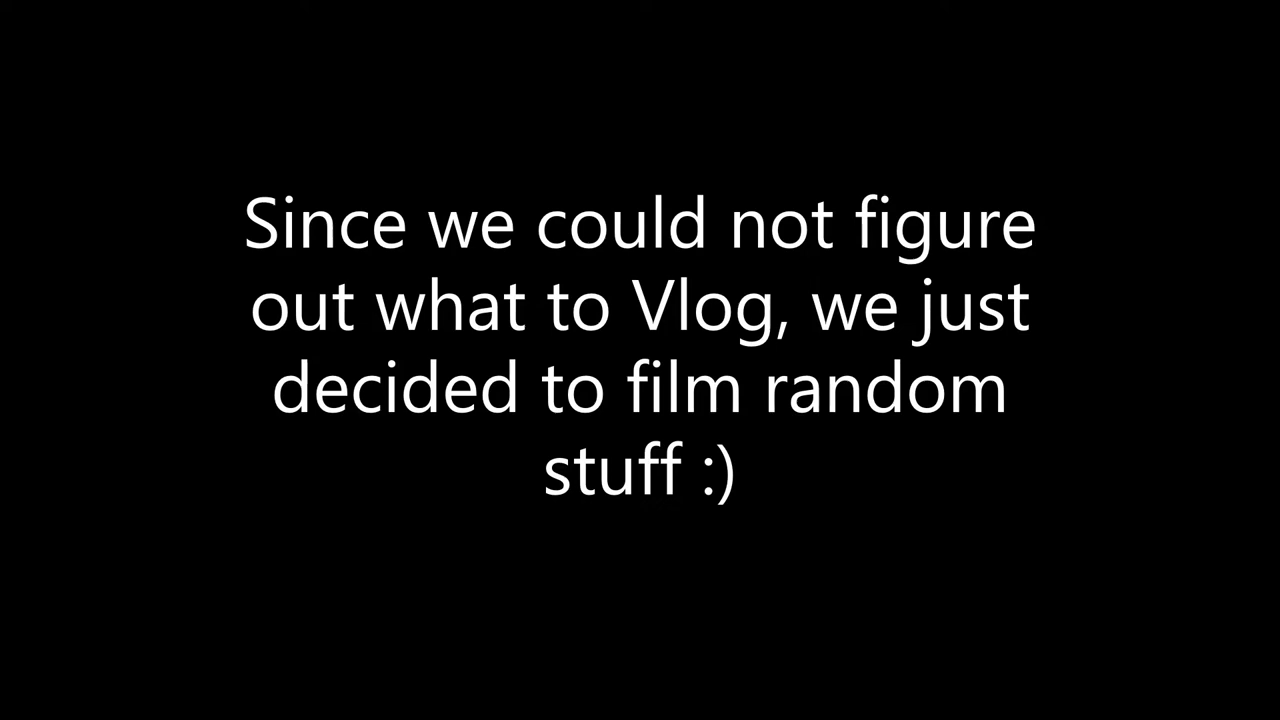 Since we could not figure
out what to Vlog, we just
decided to film random
stuff :)